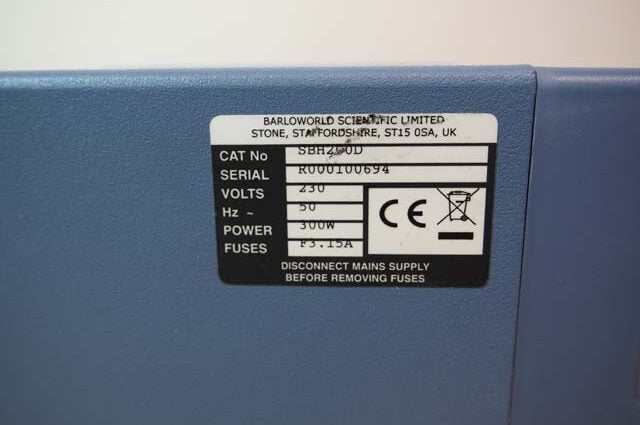 BARLOWORLD SCIENTIFIC LIMITED
STONE, STAFFORDSHIRE, ST15 0SA, UK
CAT No SBH200D
SERIAL R000100694
VOLTS 230
Hz ~ 50
POWER 300W
FUSES F3.15A
CE
DISCONNECT MAINS SUPPLY
BEFORE REMOVING FUSES